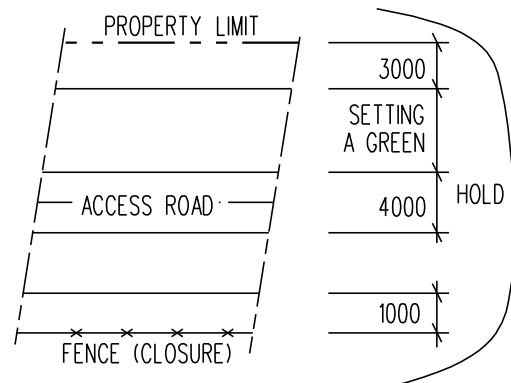 PROPERTY LIMIT
3000
SETTING
A GREEN
ACCESS ROAD
4000
HOLD
1000
FENCE (CLOSURE)